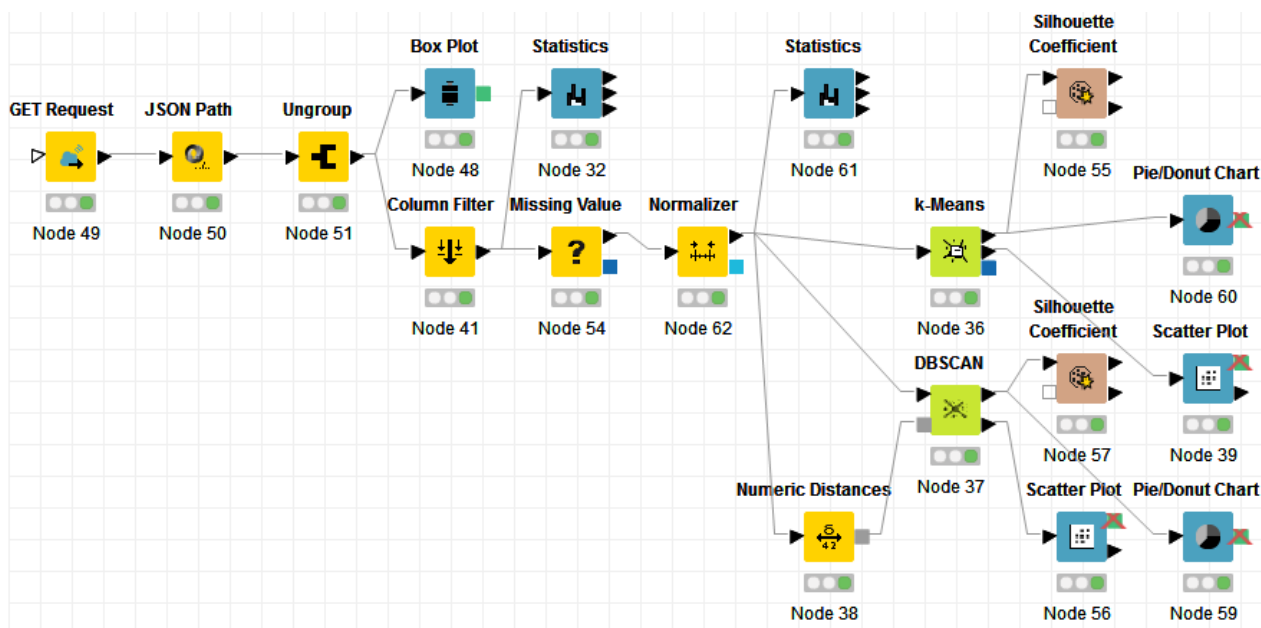 Silhouette
Coefficient
Box Plot
Statistics
Statistics
GET Request
JSON Path
Ungroup
Node 48
Node 32
Node 61
Node 55
Pie/Donut Chart
Column Filter
Missing Value
Normalizer
k-Means
Node 49
Node 50
Node 51
?
Node 60
Node 41
Node 54
Node 62
Node 36
Silhouette
Coefficient
Scatter Plot
DBSCAN
Node 57
Node 39
Numeric Distances
Node 37
Scatter Plot
Pie/Donut Chart
δ
42
Node 38
Node 56
Node 59